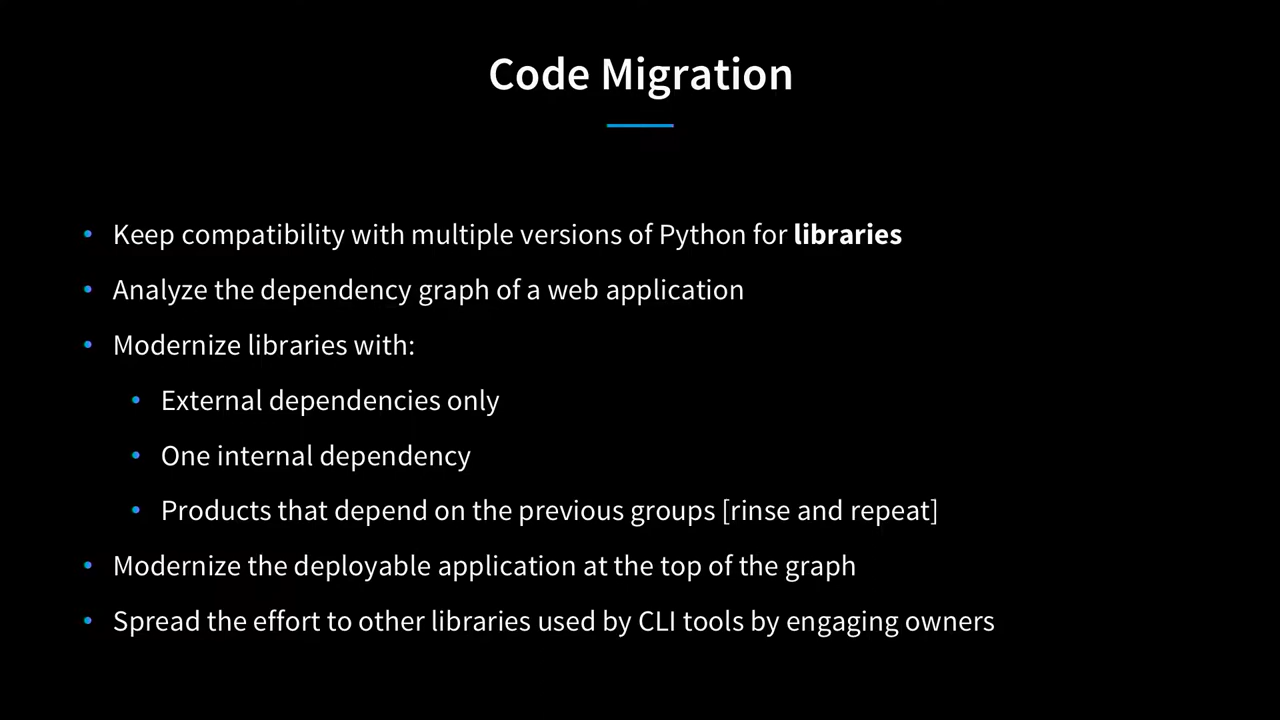 Code Migration
• Keep compatibility with multiple versions of Python for libraries
• Analyze the dependency graph of a web application
• Modernize libraries with:
• External dependencies only
• One internal dependency
• Products that depend on the previous groups [rinse and repeat]
• Modernize the deployable application at the top of the graph
• Spread the effort to other libraries used by CLI tools by engaging owners